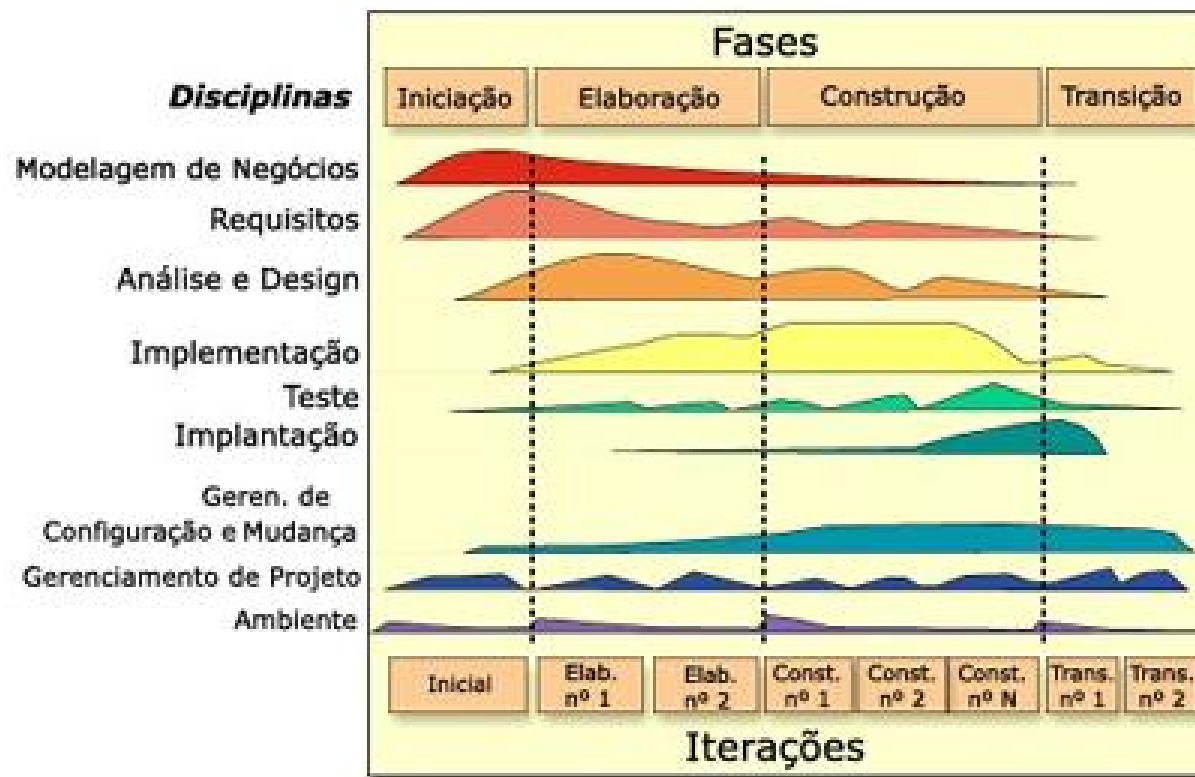 Fases
Disciplinas
Iniciação
Elaboração
Construção
Transição
Modelagem de Negócios
Requisitos
Análise e Design
Implementação
Teste
Implantação
Geren. de
Configuração e Mudança
Gerenciamento de Projeto
Ambiente
Inicial
Elab.
nº 1
Elab.
nº 2
Const.
nº 1
Const.
nº 2
Const.
nº N
Trans.
nº 1
Trans.
nº 2
Iterações